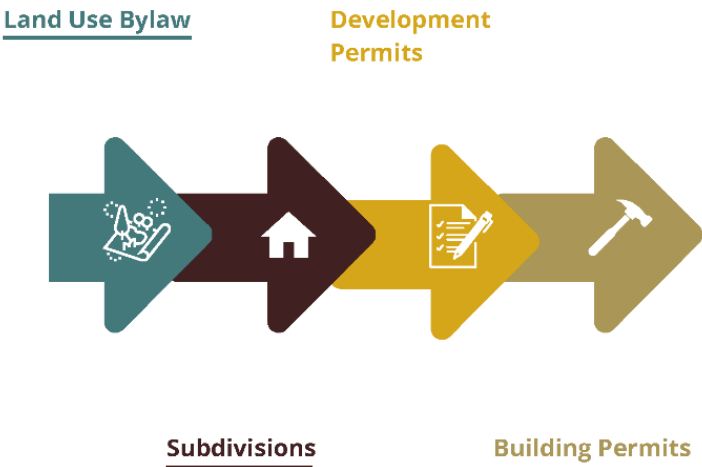 Land Use Bylaw
Development
Permits
Subdivisions
Building Permits